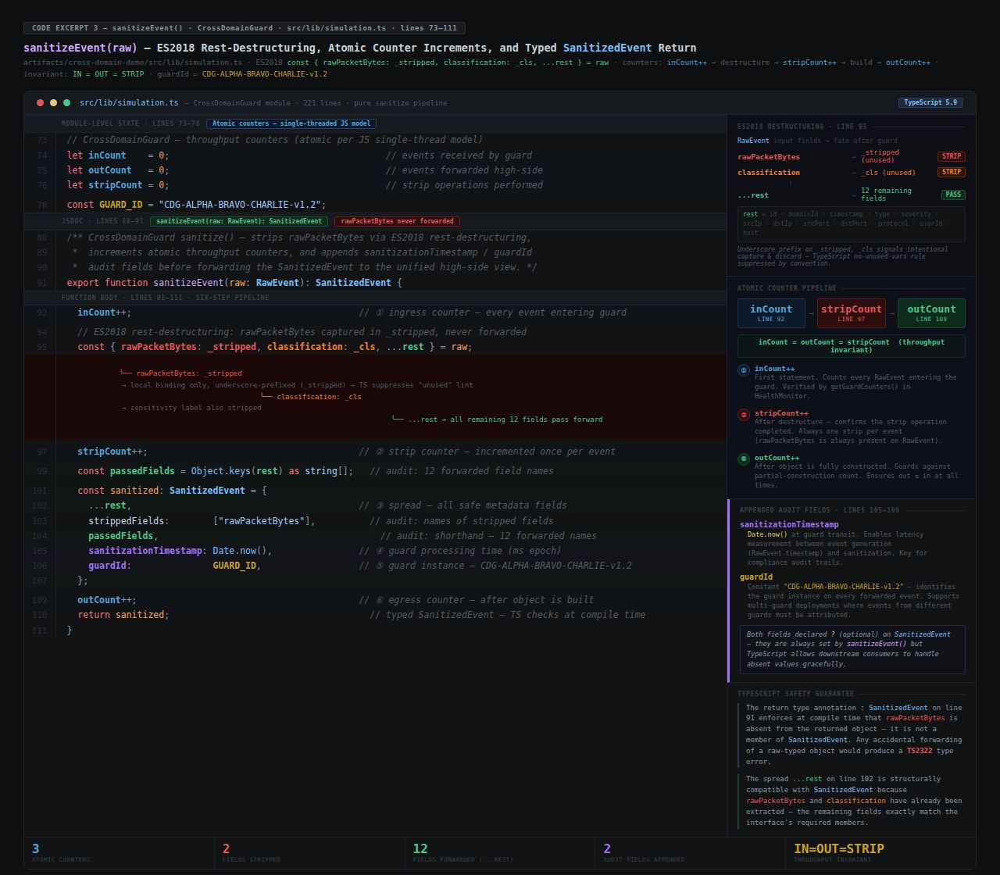 CODE EXCERPT 3 — sanitizeEvent() · CrossDomainGuard · src/lib/simulation.ts · lines 73–111
sanitizeEvent(raw) — ES2018 Rest-Destructuring, Atomic Counter Increments, and Typed SanitizedEvent Return
artifacts/cross-domain-demo/src/lib/simulation.ts · ES2018 const { rawPacketBytes: _stripped, classification: _cls, ...rest } = raw · counters: inCount++ → destructure → stripCount++ → build → outCount++ ·
invariant: IN = OUT = STRIP · guardId = CDG-ALPHA-BRAVO-CHARLIE-v1.2
src/lib/simulation.ts — CrossDomainGuard module · 221 lines · pure sanitize pipeline
TypeScript 5.9
MODULE-LEVEL STATE · LINES 73–78 Atomic counters — single-threaded JS model
73 // CrossDomainGuard — throughput counters (atomic per JS single-thread model)
74 let inCount = 0; // events received by guard
75 let outCount = 0; // events forwarded high-side
76 let stripCount = 0; // strip operations performed
78 const GUARD_ID = "CDG-ALPHA-BRAVO-CHARLIE-v1.2";
JSDOC · LINES 88–91 sanitizeEvent(raw: RawEvent): SanitizedEvent rawPacketBytes never forwarded
88 /** CrossDomainGuard sanitize() — strips rawPacketBytes via ES2018 rest-destructuring,
89 * increments atomic throughput counters, and appends sanitizationTimestamp / guardId
90 * audit fields before forwarding the SanitizedEvent to the unified high-side view. */
91 export function sanitizeEvent(raw: RawEvent): SanitizedEvent {
FUNCTION BODY · LINES 92–111 · SIX-STEP PIPELINE
92 inCount++; // ① ingress counter — every event entering guard
94 // ES2018 rest-destructuring: rawPacketBytes captured in _stripped, never forwarded
95 const { rawPacketBytes: _stripped, classification: _cls, ...rest } = raw;
└── rawPacketBytes: _stripped
→ local binding only, underscore-prefixed (_stripped) → TS suppresses "unused" lint
└── classification: _cls
→ sensitivity label also stripped
└── ...rest → all remaining 12 fields pass forward
97 stripCount++; // ② strip counter — incremented once per event
99 const passedFields = Object.keys(rest) as string[]; // audit: 12 forwarded field names
101 const sanitized: SanitizedEvent = {
102 ...rest, // ③ spread — all safe metadata fields
103 strippedFields: ["rawPacketBytes"], // audit: names of stripped fields
104 passedFields, // audit: shorthand — 12 forwarded names
105 sanitizationTimestamp: Date.now(), // ④ guard processing time (ms epoch)
106 guardId: GUARD_ID, // ⑤ guard instance — CDG-ALPHA-BRAVO-CHARLIE-v1.2
107 };
109 outCount++; // ⑥ egress counter — after object is built
110 return sanitized; // typed SanitizedEvent — TS checks at compile time
111 }
ES2018 DESTRUCTURING · LINE 95
RawEvent input fields → fate after guard
rawPacketBytes → _stripped (unused) STRIP
classification → _cls (unused) STRIP
↓
...rest → 12 remaining fields PASS
rest = id · domainId · timestamp · type · severity ·
srcIp · dstIp · srcPort · dstPort · protocol · userId ·
host
Underscore prefix on _stripped, _cls signals intentional
capture & discard — TypeScript no-unused-vars rule
suppressed by convention.
ATOMIC COUNTER PIPELINE
inCount → stripCount → outCount
LINE 92 LINE 97 LINE 109
inCount = outCount = stripCount (throughput
invariant)
① inCount++
First statement. Counts every RawEvent entering the
guard. Verified by getGuardCounters() in
HealthMonitor.
② stripCount++
After destructure — confirms the strip operation
completed. Always one strip per event
(rawPacketBytes is always present on RawEvent).
⑥ outCount++
After object is fully constructed. Guards against
partial-construction count. Ensures out ≤ in at all
times.
APPENDED AUDIT FIELDS · LINES 105–106
sanitizationTimestamp
Date.now() at guard transit. Enables latency
measurement between event generation
(RawEvent.timestamp) and sanitization. Key for
compliance audit trails.
guardId
Constant "CDG-ALPHA-BRAVO-CHARLIE-v1.2" — identifies
the guard instance on every forwarded event. Supports
multi-guard deployments where events from different
guards must be attributed.
Both fields declared ? (optional) on SanitizedEvent
— they are always set by sanitizeEvent() but
TypeScript allows downstream consumers to handle
absent values gracefully.
TYPESCRIPT SAFETY GUARANTEE
The return type annotation : SanitizedEvent on line
91 enforces at compile time that rawPacketBytes is
absent from the returned object — it is not a
member of SanitizedEvent. Any accidental forwarding
of a raw-typed object would produce a TS2322 type
error.
The spread ...rest on line 102 is structurally
compatible with SanitizedEvent because
rawPacketBytes and classification have already been
extracted — the remaining fields exactly match the
interface's required members.
3 2 12 2 IN=OUT=STRIP
ATOMIC COUNTERS FIELDS STRIPPED FIELDS FORWARDED (...REST) AUDIT FIELDS APPENDED THROUGHPUT INVARIANT